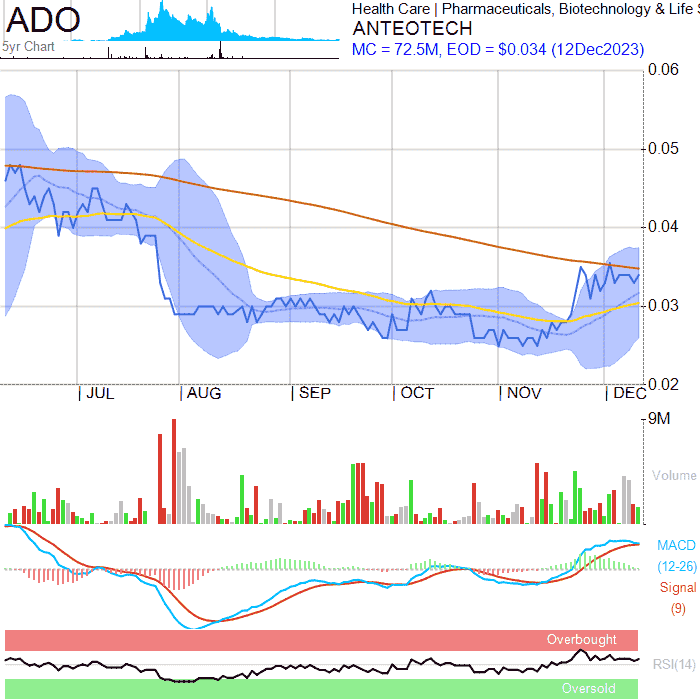 ADO
5yr Chart
Health Care | Pharmaceuticals, Biotechnology & Life S
ANTEOTECH
MC = 72.5M, EOD = $0.034 (12Dec2023)
0.06
0.05
0.04
0.03
0.02
JUL AUG SEP OCT NOV DEC
9M
Volume
MACD
(12-26)
Signal
(9)
Overbought
RSI(14)
Oversold